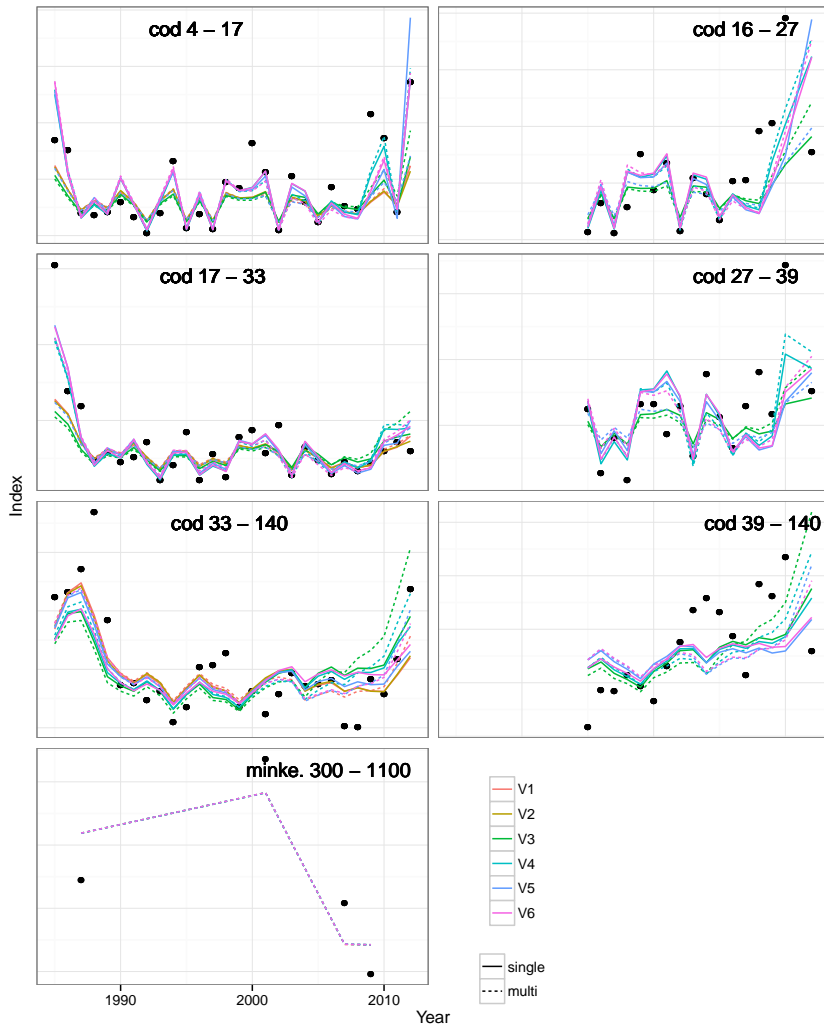 cod 4 – 17
cod 16 – 27
cod 17 – 33
cod 27 – 39
Index
cod 33 – 140
cod 39 – 140
minke. 300 – 1100
V1
V2
V3
V4
V5
V6
single
multi
1990 2000 2010
Year